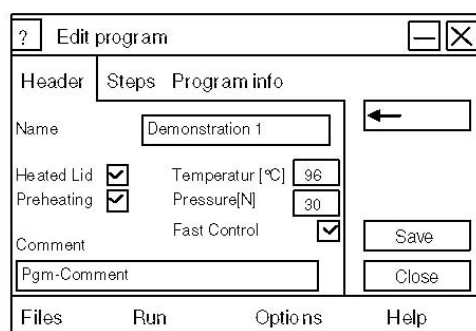 ? Edit program
Header Steps Program info
Name Demonstration 1
Heated Lid Temperatur [°C] 96
Preheating Pressure[N] 30
Fast Control
Save
Comment
Pgm-Comment
Close
Files Run Options Help